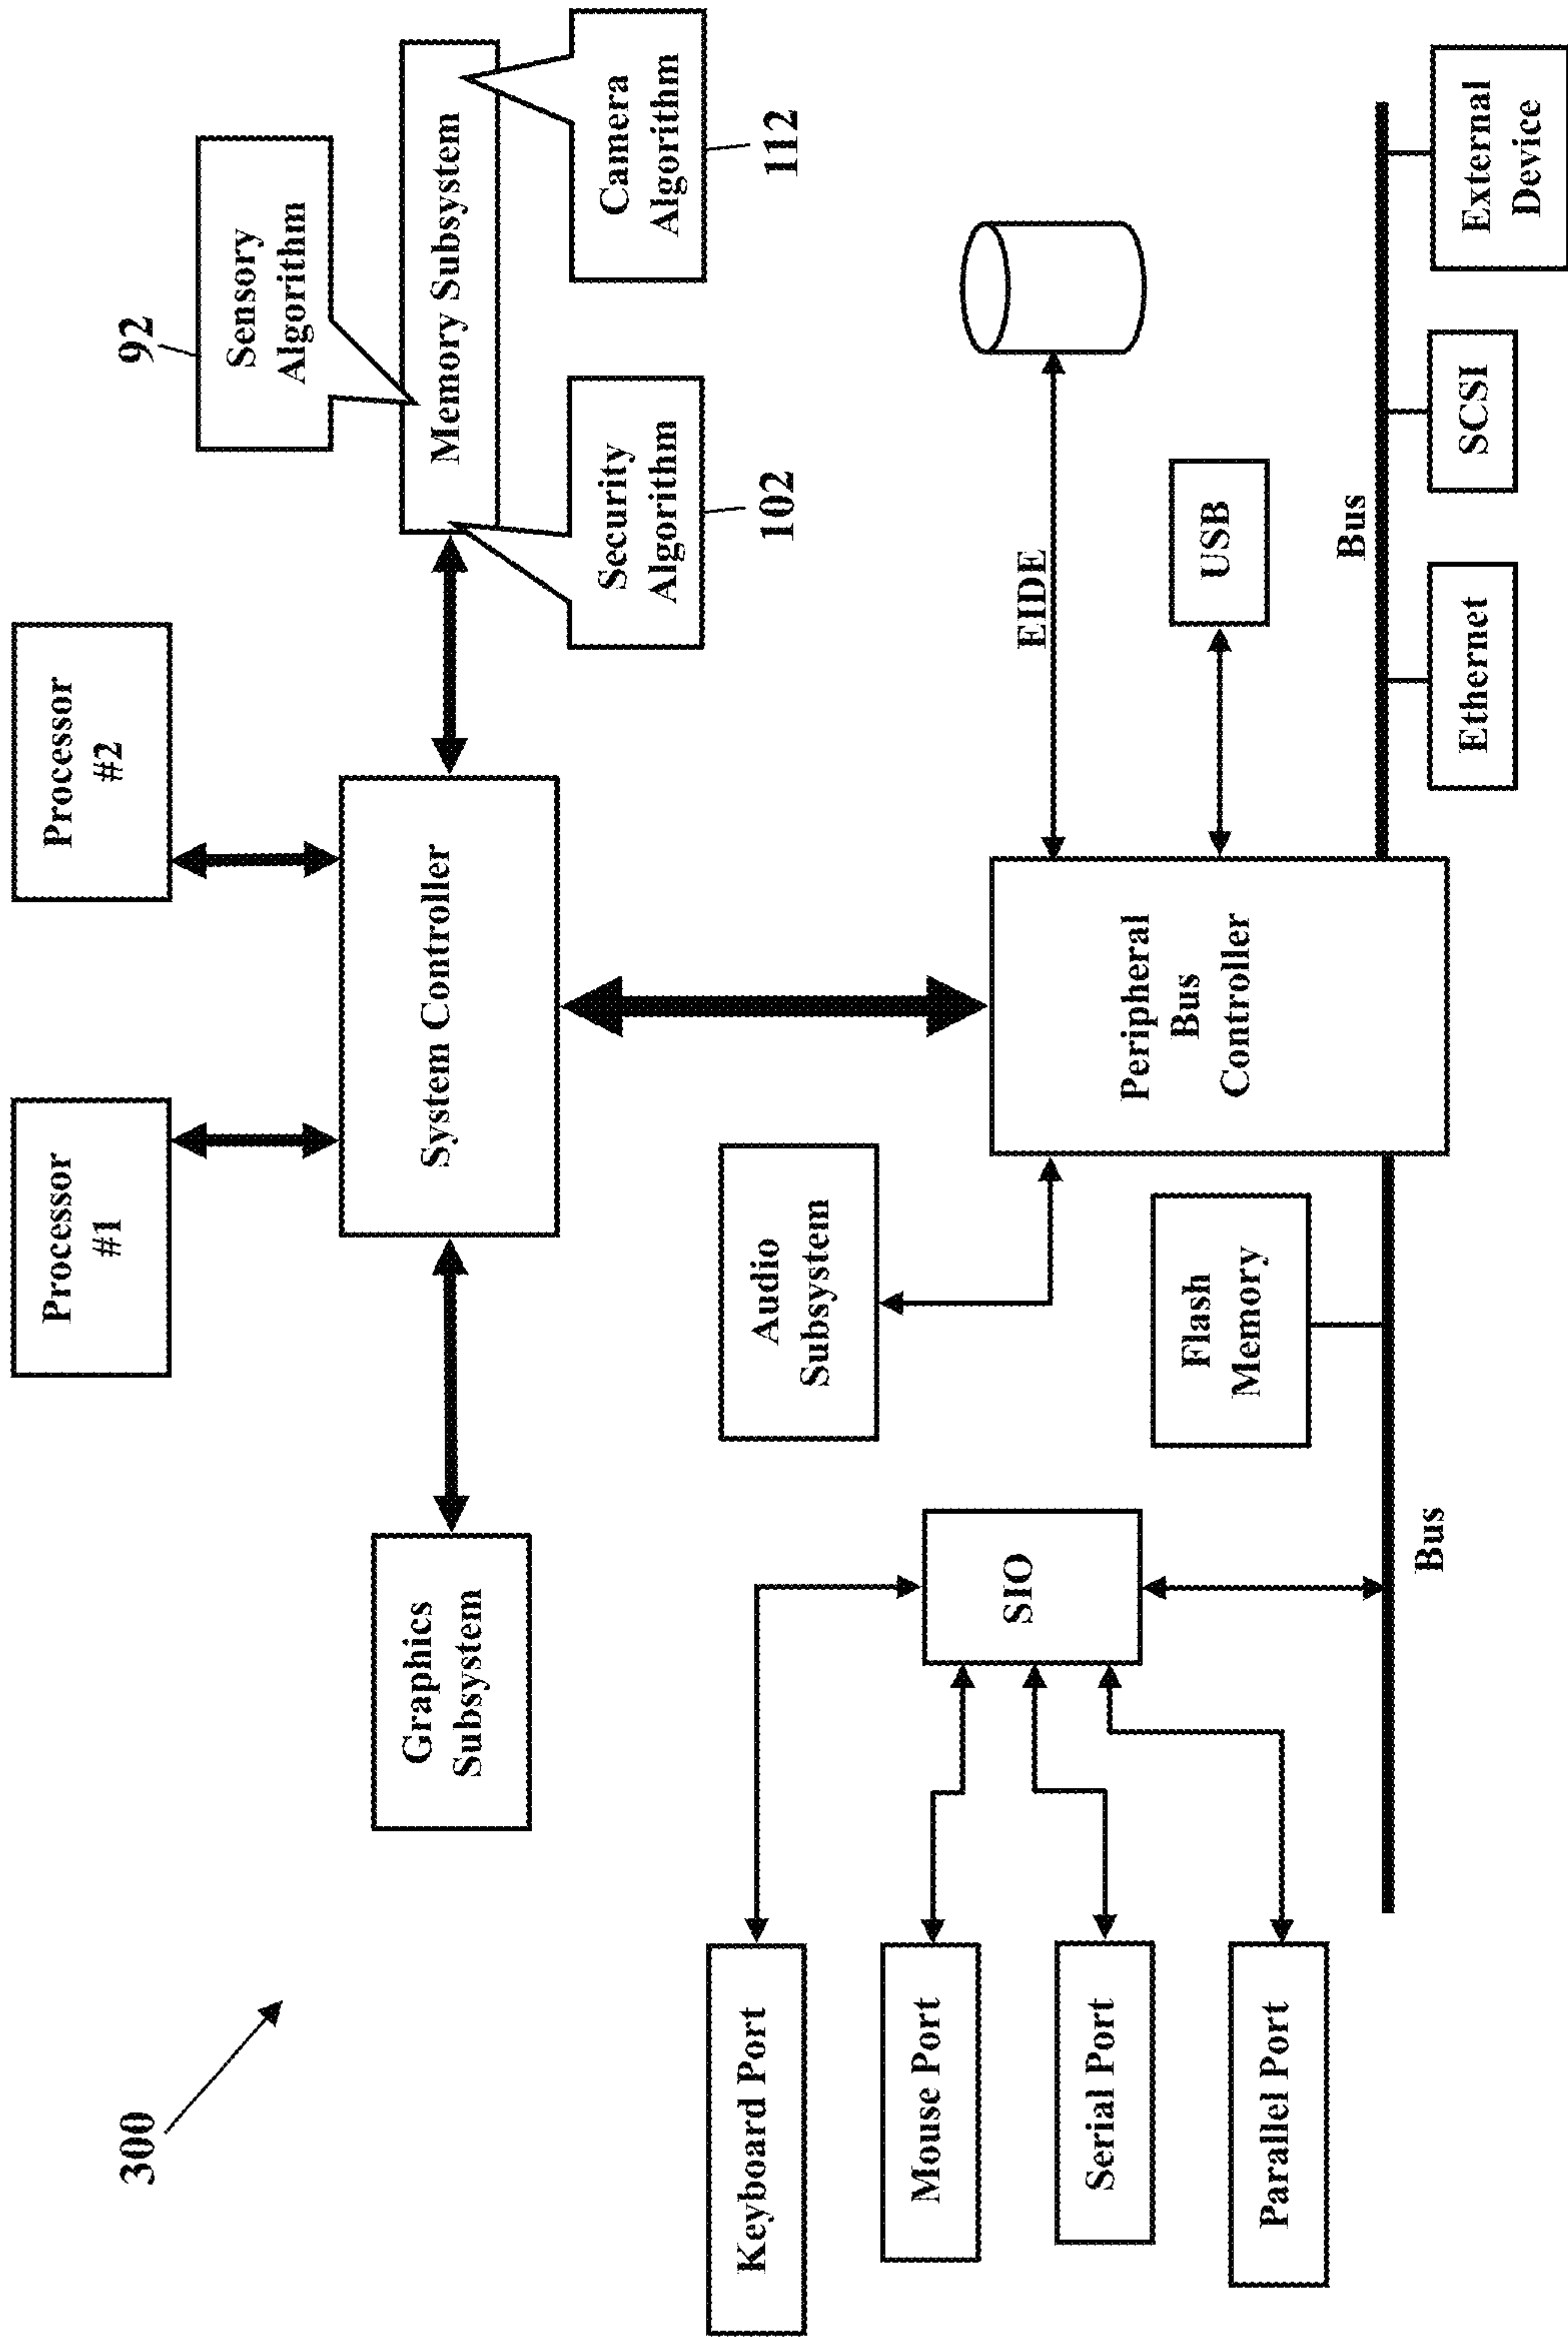 300
Processor
#1
Processor
#2
92
Sensory
Algorithm
Graphics
Subsystem
System Controller
Memory Subsystem
Security
Algorithm
102
Camera
Algorithm
112
Keyboard Port
Mouse Port
Serial Port
Parallel Port
SIO
Audio
Subsystem
Flash
Memory
Peripheral
Bus
Controller
EIDE
USB
Bus
Bus
Ethernet
SCSI
External
Device